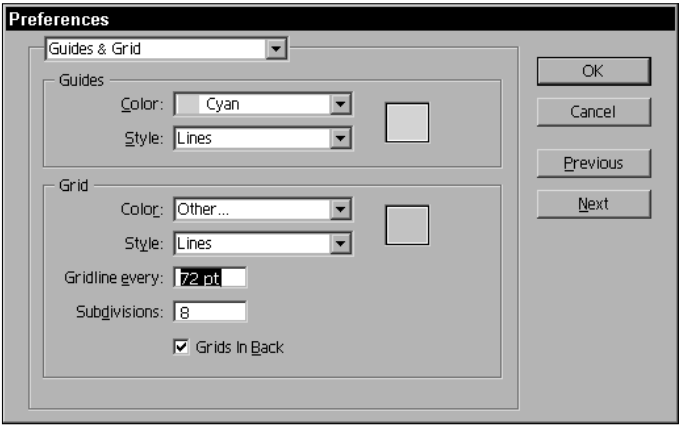 Preferences
Guides & Grid
OK
Guides
Color: Cyan
Cancel
Style: Lines
Previous
Grid
Next
Color: Other...
Style: Lines
Gridline every: 72 pt
Subdivisions: 8
Grids In Back